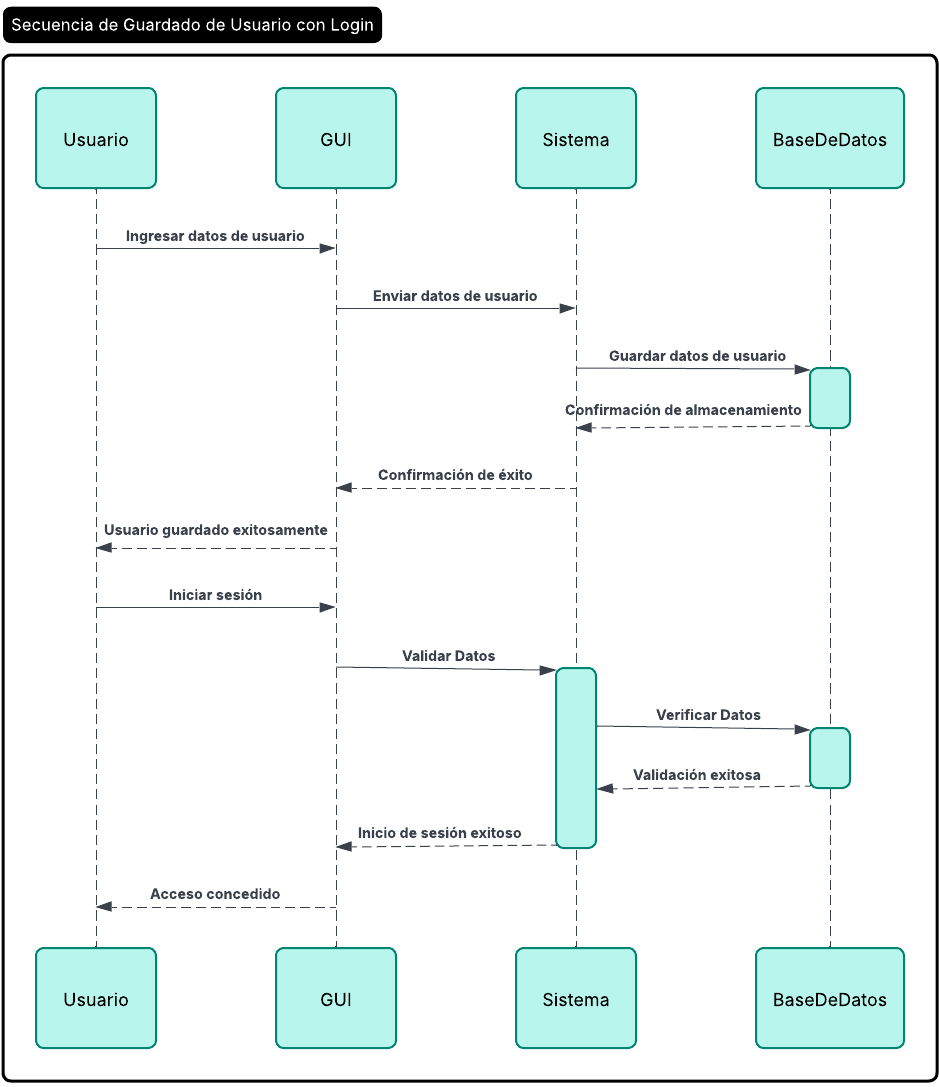 Secuencia de Guardado de Usuario con Login
Usuario
GUI
Sistema
BaseDeDatos
Ingresar datos de usuario
Enviar datos de usuario
Guardar datos de usuario
Confirmación de almacenamiento
Confirmación de éxito
Usuario guardado exitosamente
Iniciar sesión
Validar Datos
Verificar Datos
Validación exitosa
Inicio de sesión exitoso
Acceso concedido
Usuario
GUI
Sistema
BaseDeDatos